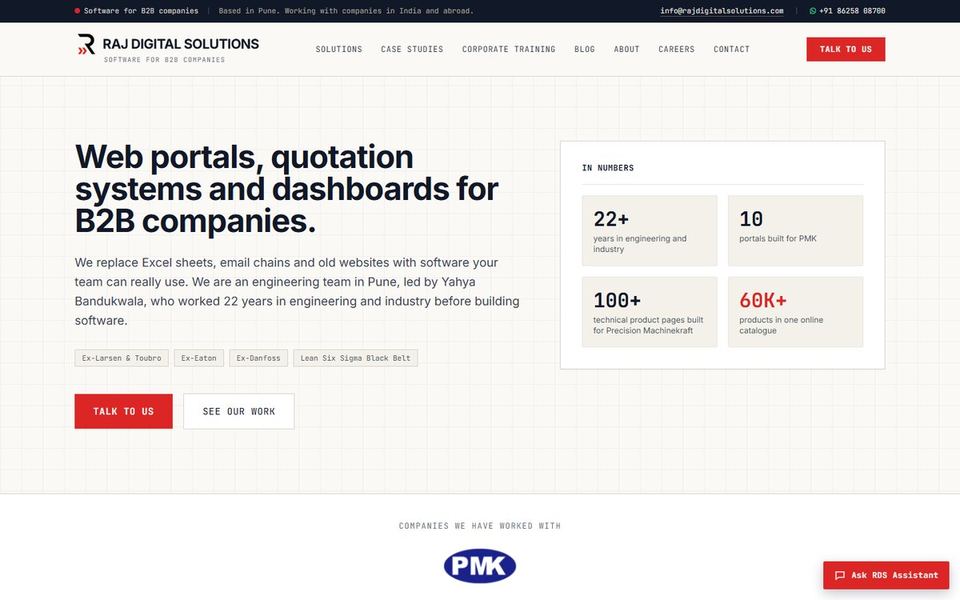 Software for B2B companies | Based in Pune. Working with companies in India and abroad.
info@rajdigitalsolutions.com | +91 86258 08700
RAJ DIGITAL SOLUTIONS
SOFTWARE FOR B2B COMPANIES
SOLUTIONS CASE STUDIES CORPORATE TRAINING BLOG ABOUT CAREERS CONTACT
TALK TO US
Web portals, quotation
systems and dashboards for
B2B companies.
We replace Excel sheets, email chains and old websites with software your
team can really use. We are an engineering team in Pune, led by Yahya
Bandukwala, who worked 22 years in engineering and industry before building
software.
Ex-Larsen & Toubro Ex-Eaton Ex-Danfoss Lean Six Sigma Black Belt
TALK TO US SEE OUR WORK
IN NUMBERS
22+
years in engineering and
industry
10
portals built for PMK
100+
technical product pages built
for Precision Machinekraft
60K+
products in one online
catalogue
COMPANIES WE HAVE WORKED WITH
PMK
Ask RDS Assistant